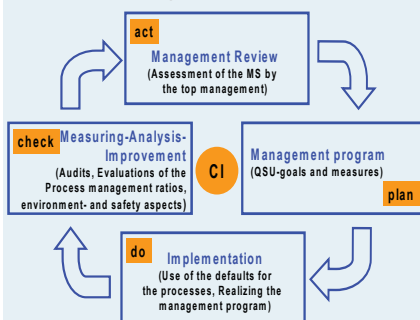 act
Management Review
(Assessment of the MS by
the top management)
check
Measuring-Analysis-
Improvement
(Audits, Evaluations of the
Process management ratios,
environment- and safety aspects)
CI
Management program
(QSU-goals and measures)
plan
do
Implementation
(Use of the defaults for
the processes, Realizing the
management program)